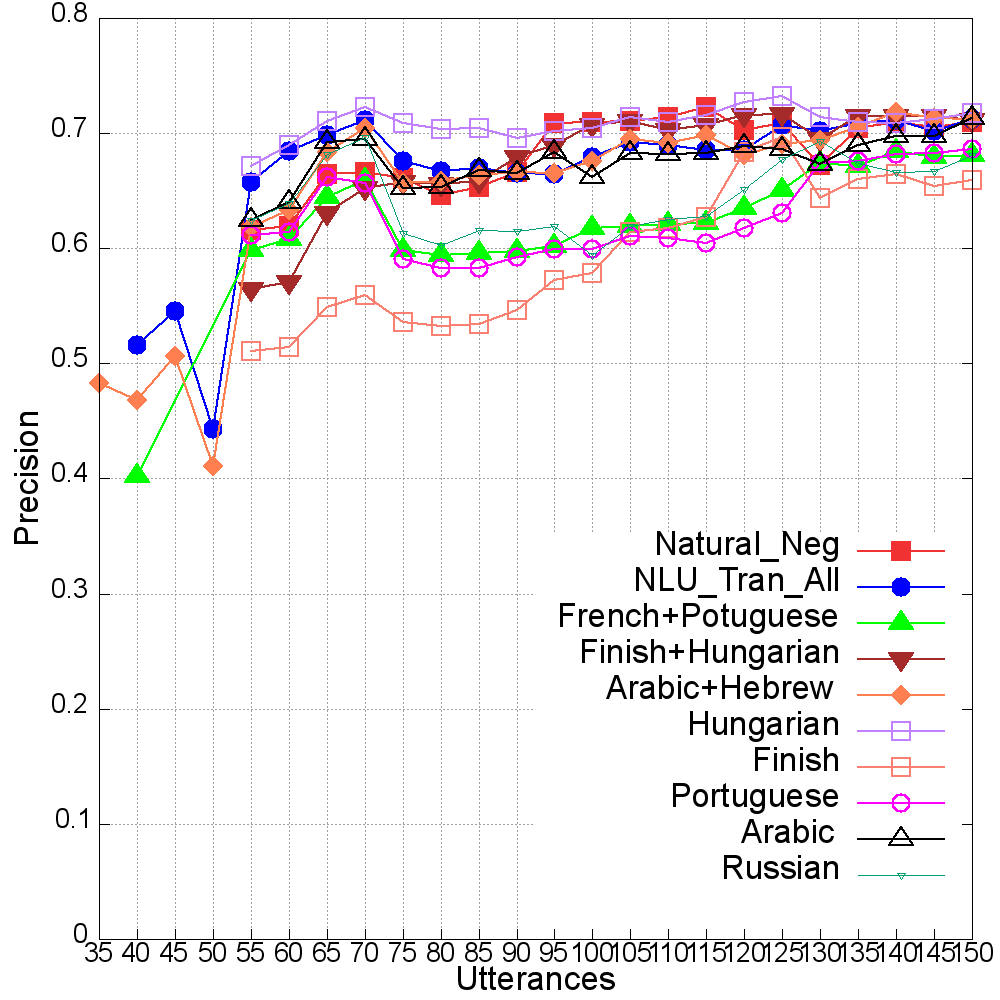 0.8
0.7
0.6
0.5
0.4
0.3
0.2
0.1
0
Precision
Natural_Neg
NLU_Tran_All
French+Potuguese
Finish+Hungarian
Arabic+Hebrew
Hungarian
Finish
Portuguese
Arabic
Russian
35 40 45 50 55 60 65 70 75 80 85 90 95 100 105 110 115 120 125 130 135 140 145 150
Utterances